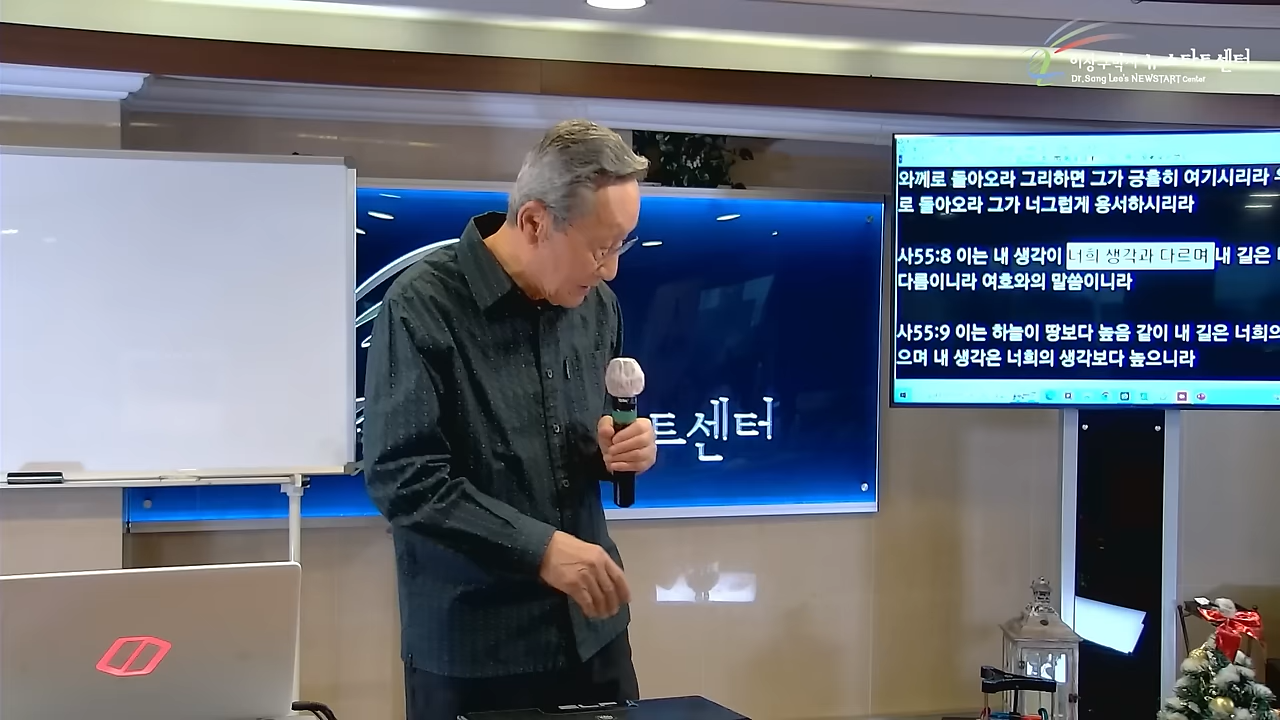 센터
Dr.Sang Lee's NEWSTART Center
와께로 돌아오라 그리하면 그가 긍휼히 여기시리라
로 돌아오라 그가 너그럽게 용서하시리라
사55:8 이는 내 생각이 너희 생각과 다르며 내 길은
다름이니라 여호와의 말씀이니라
사55:9 이는 하늘이 땅보다 높음 같이 내 길은 너희의
으며 내 생각은 너희의 생각보다 높으니라
트센터